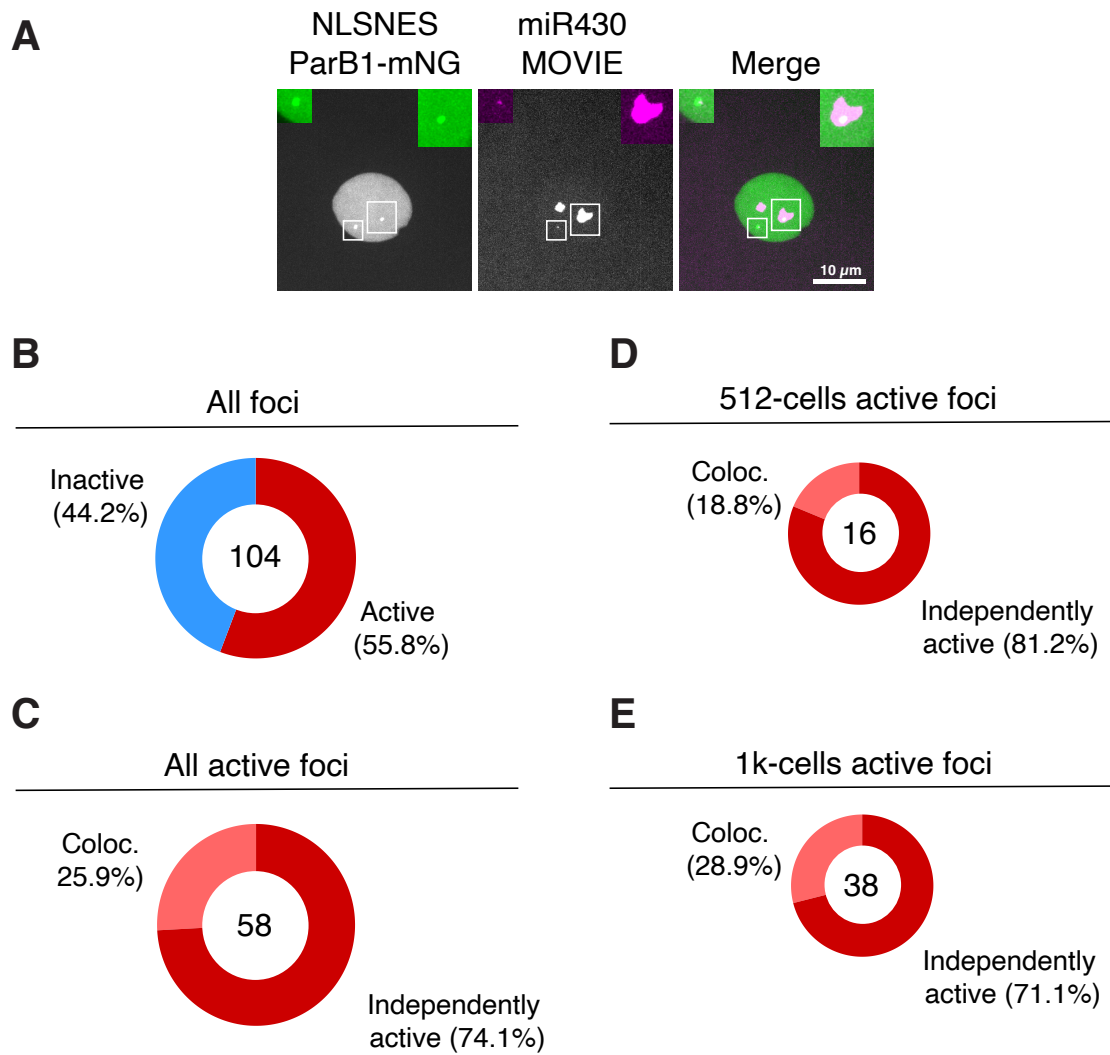 A
NLSNES
ParB1-mNG
miR430
MOVIE
Merge
10 µm
B
All foci
Inactive
(44.2%)
104
Active
(55.8%)
C
All active foci
Coloc.
25.9%)
58
Independently
active (74.1%)
D
512-cells active foci
Coloc.
(18.8%)
16
Independently
active (81.2%)
E
1k-cells active foci
Coloc.
(28.9%)
38
Independently
active (71.1%)